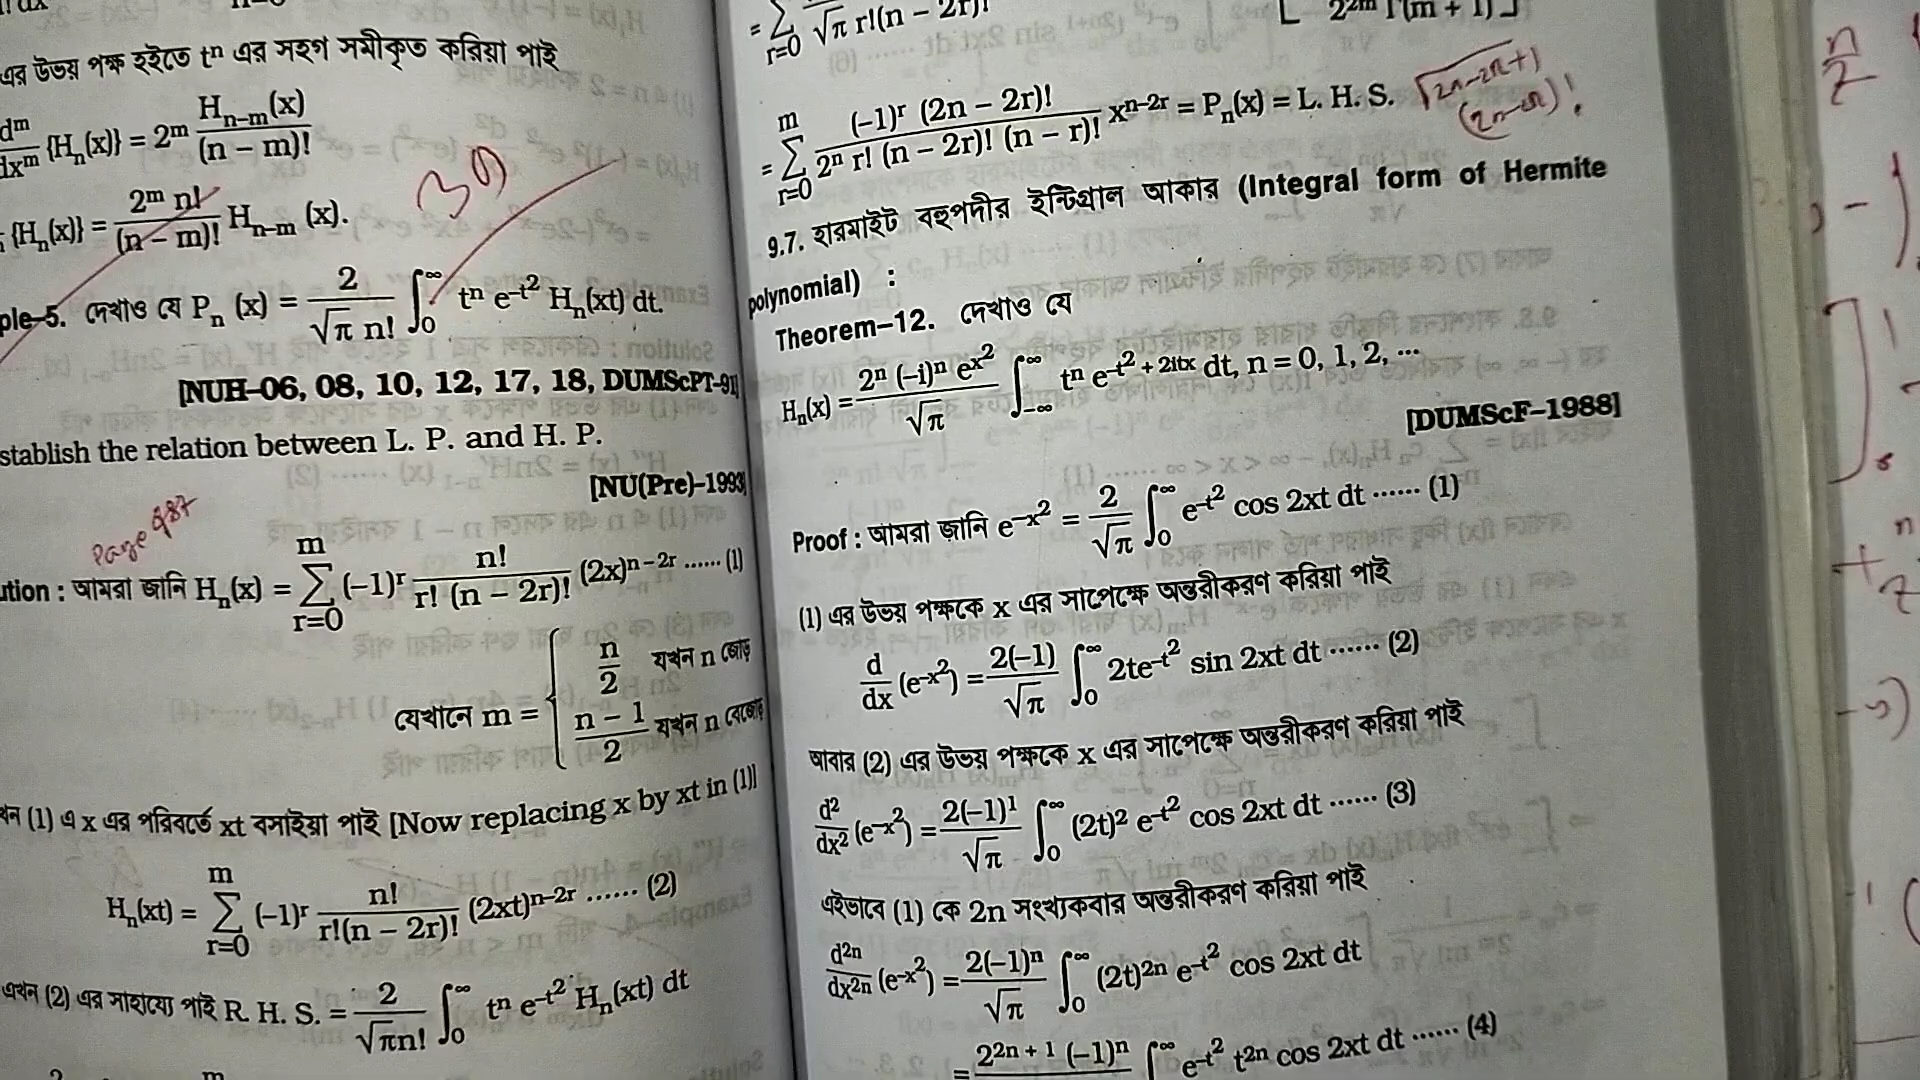 এর উভয় পক্ষ হইতে tⁿ এর সহগ সমীকৃত করিয়া পাই
dᵐ/dxᵐ {Hₙ(x)} = 2ᵐ Hₙ₋ₘ(x)/(n – m)!
{Hₙ(x)} = 2ᵐ n!/(n – m)! Hₙ₋ₘ (x).
ple–5. দেখাও যে Pₙ (x) = 2/(√π n!) ∫₀^∞ tⁿ e^(–t²) Hₙ(xt) dt.
[NUH–06, 08, 10, 12, 17, 18, DUMScPT–91]
stablish the relation between L. P. and H. P.
[NU(Pre)–1993]
Page
ution : আমরা জানি Hₙ(x) = Σ_(r=0)^m (–1)ʳ n!/(r! (n – 2r)!) (2x)ⁿ⁻²ʳ ...... (1)
যেখানে m = { n/2 যখন n জোড়
(n – 1)/2 যখন n বেজোড়
(1) এ x এর পরিবর্তে xt বসাইয়া পাই [Now replacing x by xt in (1)]
Hₙ(xt) = Σ_(r=0)^m (–1)ʳ n!/(r!(n – 2r)!) (2xt)ⁿ⁻²ʳ ...... (2)
এখন (2) এর সাহায্যে পাই R. H. S. = 2/(√πn!) ∫₀^∞ tⁿ e^(–t²) Hₙ(xt) dt
= Σ_(r=0) √π r!(n – 2r)! [ 2²ᵐ Γ(m + 1) ]
= Σ_(r=0)^m (–1)ʳ (2n – 2r)!/(2ⁿ r! (n – 2r)! (n – r)!) xⁿ⁻²ʳ = Pₙ(x) = L. H. S.
9.7. হারমাইট বহুপদীর ইন্টিগ্রাল আকার (Integral form of Hermite
polynomial) :
Theorem–12. দেখাও যে
Hₙ(x) = 2ⁿ (–i)ⁿ e^(x²)/√π ∫_(–∞)^∞ tⁿ e^(–t² + 2itx) dt, n = 0, 1, 2, ...
[DUMScF–1988]
Proof : আমরা জানি e^(–x²) = 2/√π ∫₀^∞ e^(–t²) cos 2xt dt ...... (1)
(1) এর উভয় পক্ষকে x এর সাপেক্ষে অন্তরীকরণ করিয়া পাই
d/dx (e^(–x²)) = 2(–1)/√π ∫₀^∞ 2te^(–t²) sin 2xt dt ...... (2)
আবার (2) এর উভয় পক্ষকে x এর সাপেক্ষে অন্তরীকরণ করিয়া পাই
d²/dx² (e^(–x²)) = 2(–1)¹/√π ∫₀^∞ (2t)² e^(–t²) cos 2xt dt ...... (3)
এইভাবে (1) কে 2n সংখ্যকবার অন্তরীকরণ করিয়া পাই
d²ⁿ/dx²ⁿ (e^(–x²)) = 2(–1)ⁿ/√π ∫₀^∞ (2t)²ⁿ e^(–t²) cos 2xt dt
= 2²ⁿ ⁺ ¹ (–1)ⁿ ∫^∞ e^(–t²) t²ⁿ cos 2xt dt ...... (4)